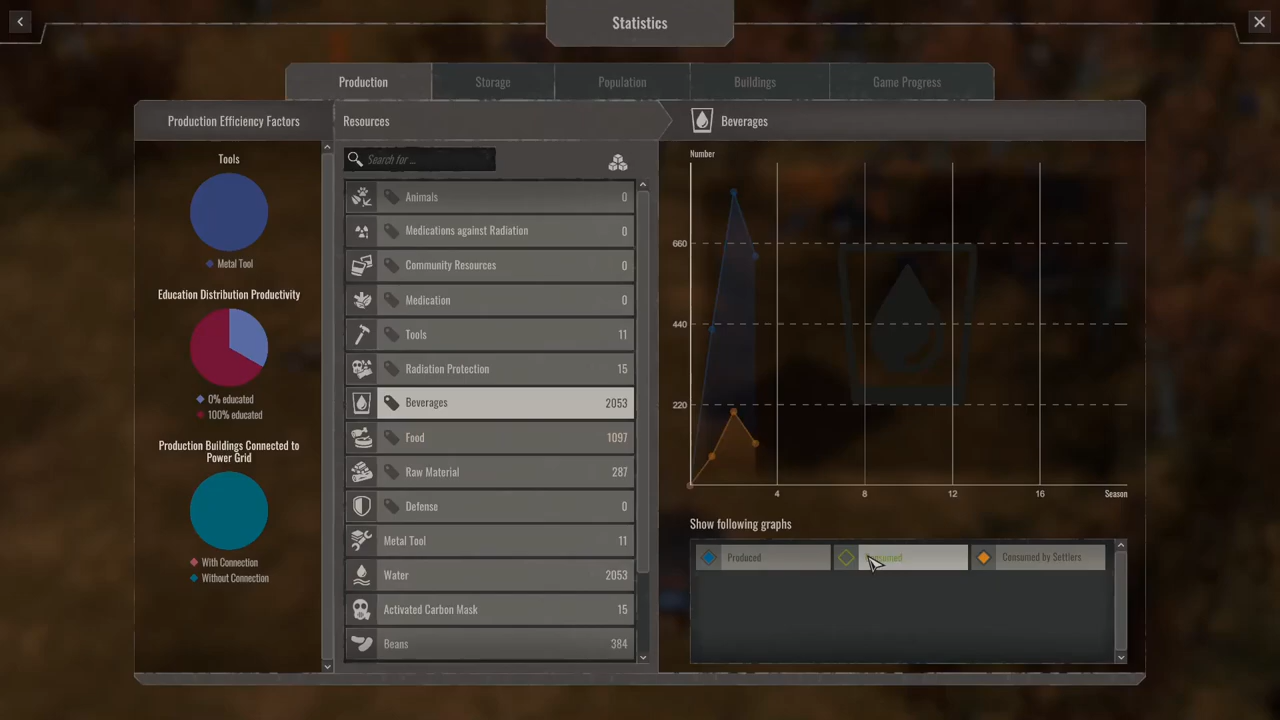 Statistics
Production
Storage
Population
Buildings
Game Progress
Production Efficiency Factors
Tools
Metal Tool
Education Distribution Productivity
0% educated
100% educated
Production Buildings Connected to
Power Grid
With Connection
Without Connection
Resources
Search for ...
Animals 0
Medications against Radiation 0
Community Resources 0
Medication 0
Tools 11
Radiation Protection 15
Beverages 2053
Food 1097
Raw Material 287
Defense 0
Metal Tool 11
Water 2053
Activated Carbon Mask 15
Beans 384
Beverages
Number
660
440
220
4 8 12 16 Season
Show following graphs
Produced
Consumed
Consumed by Settlers